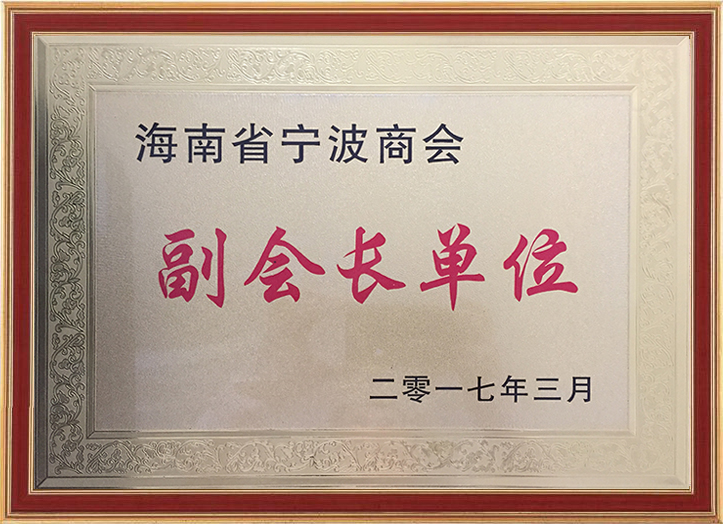 海南省宁波商会
副会长单位
二零一七年三月